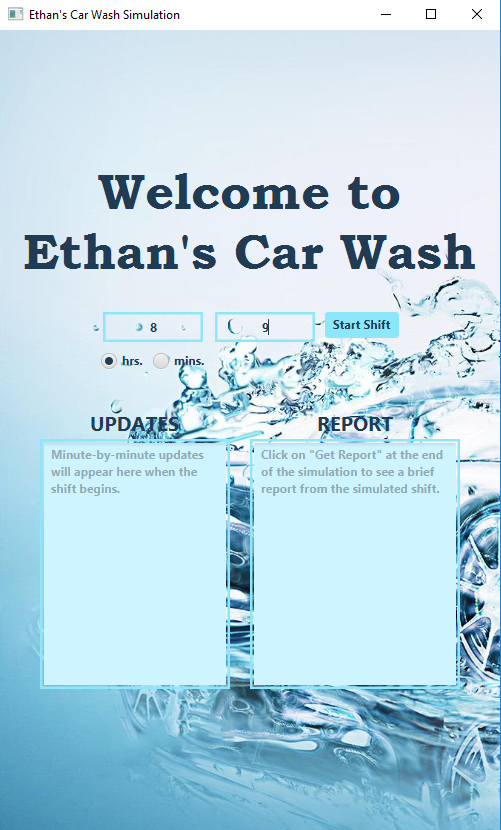 Ethan's Car Wash Simulation
Welcome to
Ethan's Car Wash
8 9 Start Shift
hrs. mins.
UPDATES REPORT
Minute-by-minute updates
will appear here when the
shift begins.
Click on "Get Report" at the end
of the simulation to see a brief
report from the simulated shift.